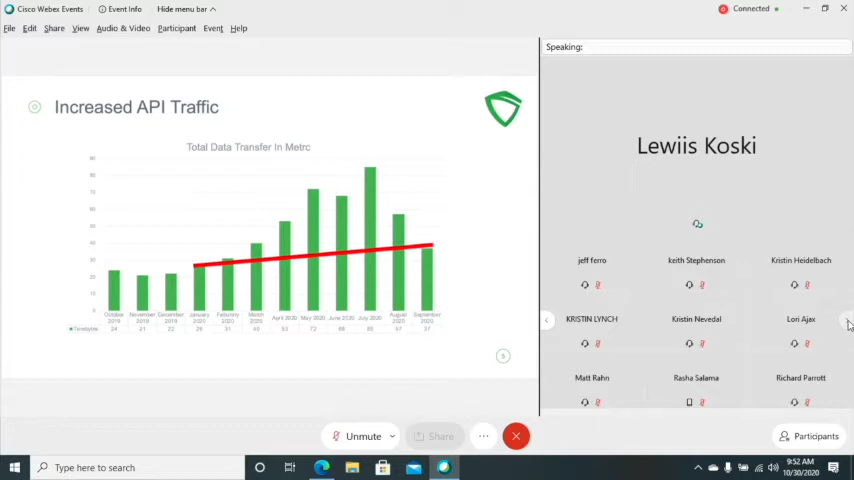 Cisco Webex Events
Event Info
Hide menu bar
Connected
File Edit Share View Audio & Video Participant Event Help
Speaking:
Increased API Traffic
Total Data Transfer In Metrc
90
80
70
60
50
40
30
20
10
0
October 2019 November 2019 December 2019 January 2020 February 2020 March 2020 April 2020 May 2020 June 2020 July 2020 August 2020 September 2020
Terabytes 24 21 22 26 31 40 53 72 68 57 37
5
Lewiis Koski
jeff ferro
keith Stephenson
Kristin Heidelbach
KRISTIN LYNCH
Kristin Nevedal
Lori Ajax
Matt Rahn
Rasha Salama
Richard Parrott
Unmute
Share
Participants
Type here to search
9:52 AM
10/30/2020